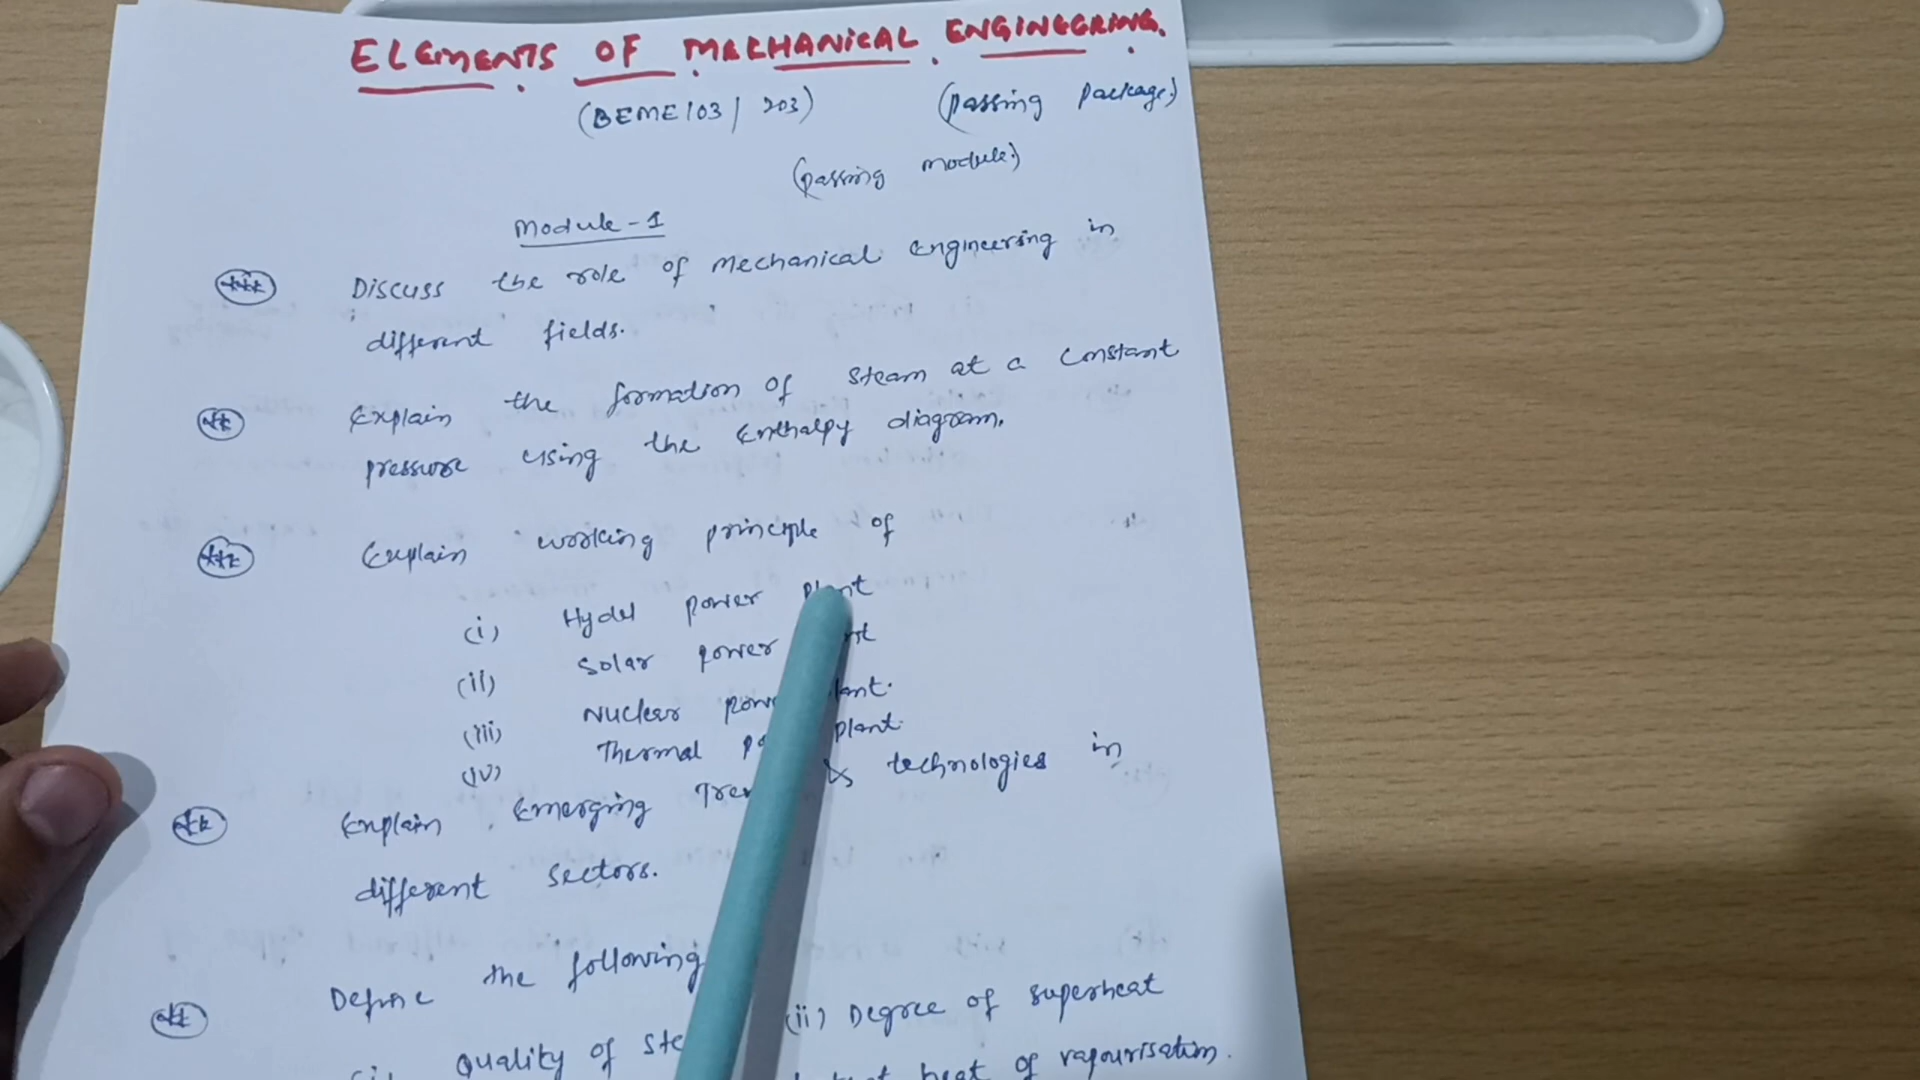 ELEMENTS OF MECHANICAL ENGINEERING.
(BEME103/203) (passing package)
(passing module)
Module-1
Discuss the role of Mechanical Engineering in
different fields.
Explain the formation of steam at a constant
pressure using the Enthalpy diagram.
Explain working principle of
(i) Hydel power plant
(ii) Solar power
(iii) Nuclear
(iv) Thermal plant.
Explain Emerging & technologies in
different sectors.
Define the following
(ii) Degree of superheat
Quality of
heat of vapourisation.